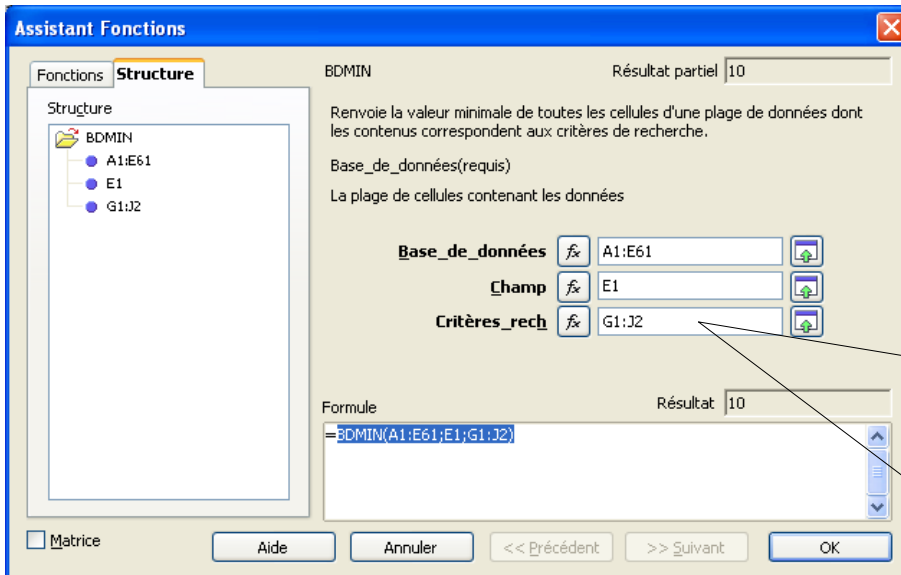 Assistant Fonctions
Fonctions Structure
Structure
BDMIN
A1:E61
E1
G1:J2
BDMIN Résultat partiel 10
Renvoie la valeur minimale de toutes les cellules d'une plage de données dont
les contenus correspondent aux critères de recherche.
Base_de_données(requis)
La plage de cellules contenant les données
Base_de_données fx A1:E61
Champ fx E1
Critères_rech fx G1:J2
Formule Résultat 10
=BDMIN(A1:E61;E1;G1:J2)
Matrice Aide Annuler << Précédent >> Suivant OK